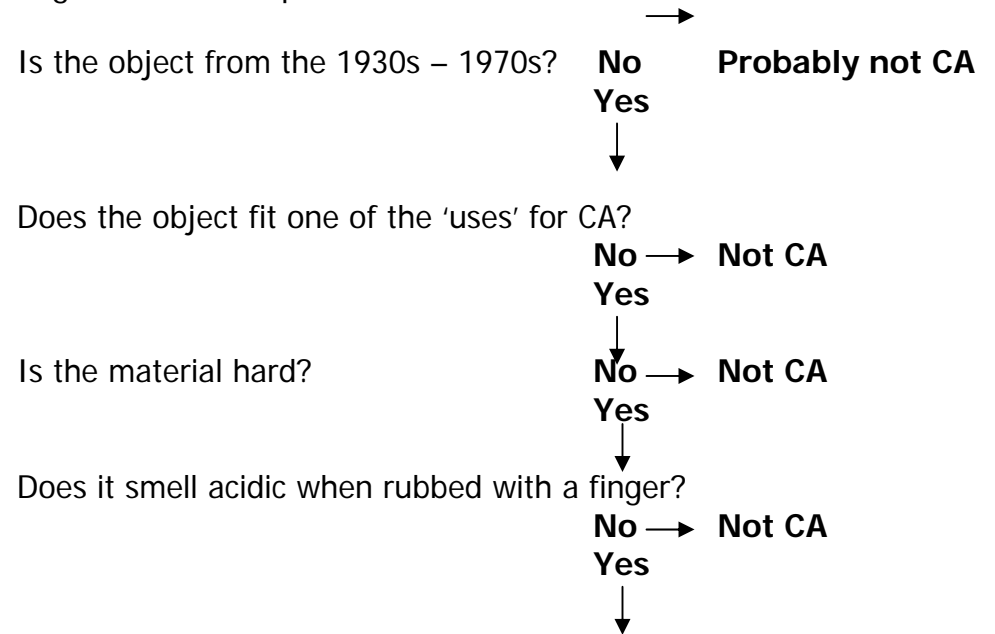 Is the object from the 1930s – 1970s? No Probably not CA
Yes
Does the object fit one of the ‘uses’ for CA?
No Not CA
Yes
Is the material hard? No Not CA
Yes
Does it smell acidic when rubbed with a finger?
No Not CA
Yes